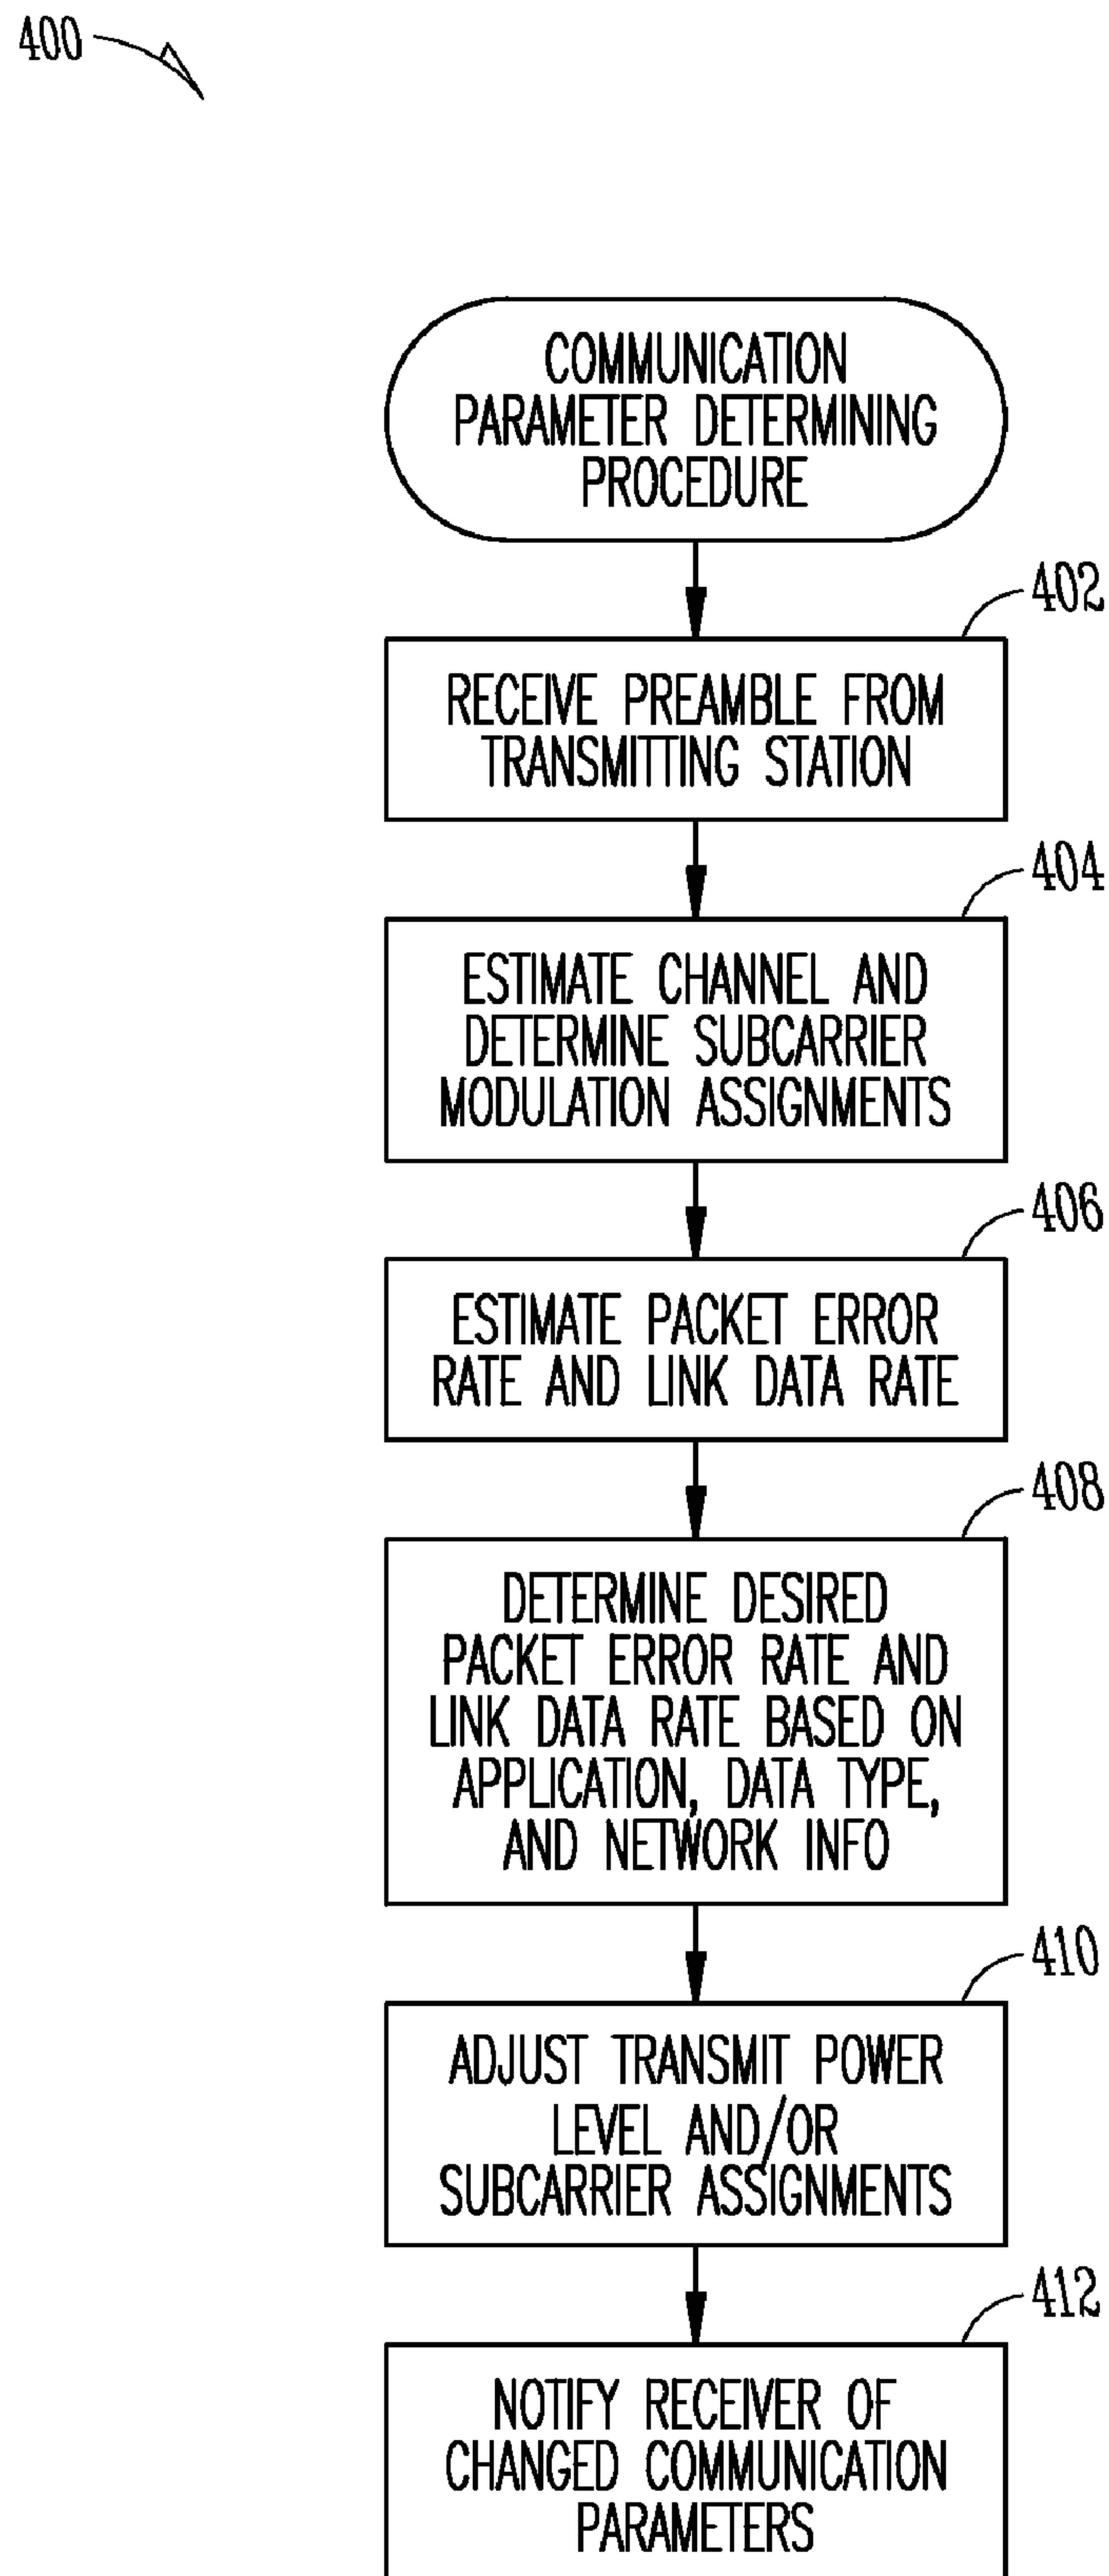 400
COMMUNICATION
PARAMETER DETERMINING
PROCEDURE
402
RECEIVE PREAMBLE FROM
TRANSMITTING STATION
404
ESTIMATE CHANNEL AND
DETERMINE SUBCARRIER
MODULATION ASSIGNMENTS
406
ESTIMATE PACKET ERROR
RATE AND LINK DATA RATE
408
DETERMINE DESIRED
PACKET ERROR RATE AND
LINK DATA RATE BASED ON
APPLICATION, DATA TYPE,
AND NETWORK INFO
410
ADJUST TRANSMIT POWER
LEVEL AND/OR
SUBCARRIER ASSIGNMENTS
412
NOTIFY RECEIVER OF
CHANGED COMMUNICATION
PARAMETERS